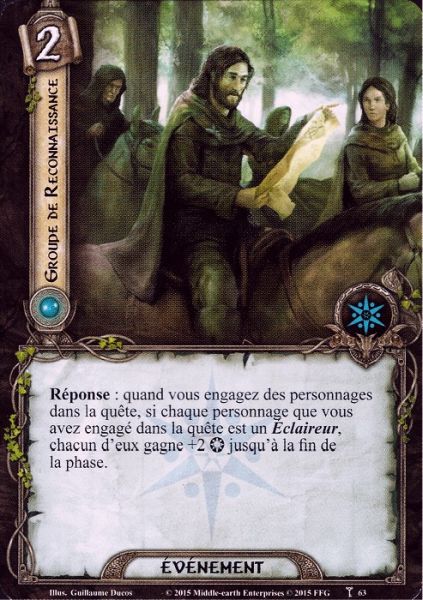 2
Groupe de Reconnaissance
Réponse : quand vous engagez des personnages
dans la quête, si chaque personnage que vous
avez engagé dans la quête est un Éclaireur,
chacun d'eux gagne +2 jusqu'à la fin de
la phase.
ÉVÉNEMENT
Illus. Guillaume Ducos © 2015 Middle-earth Enterprises © 2015 FFG 63